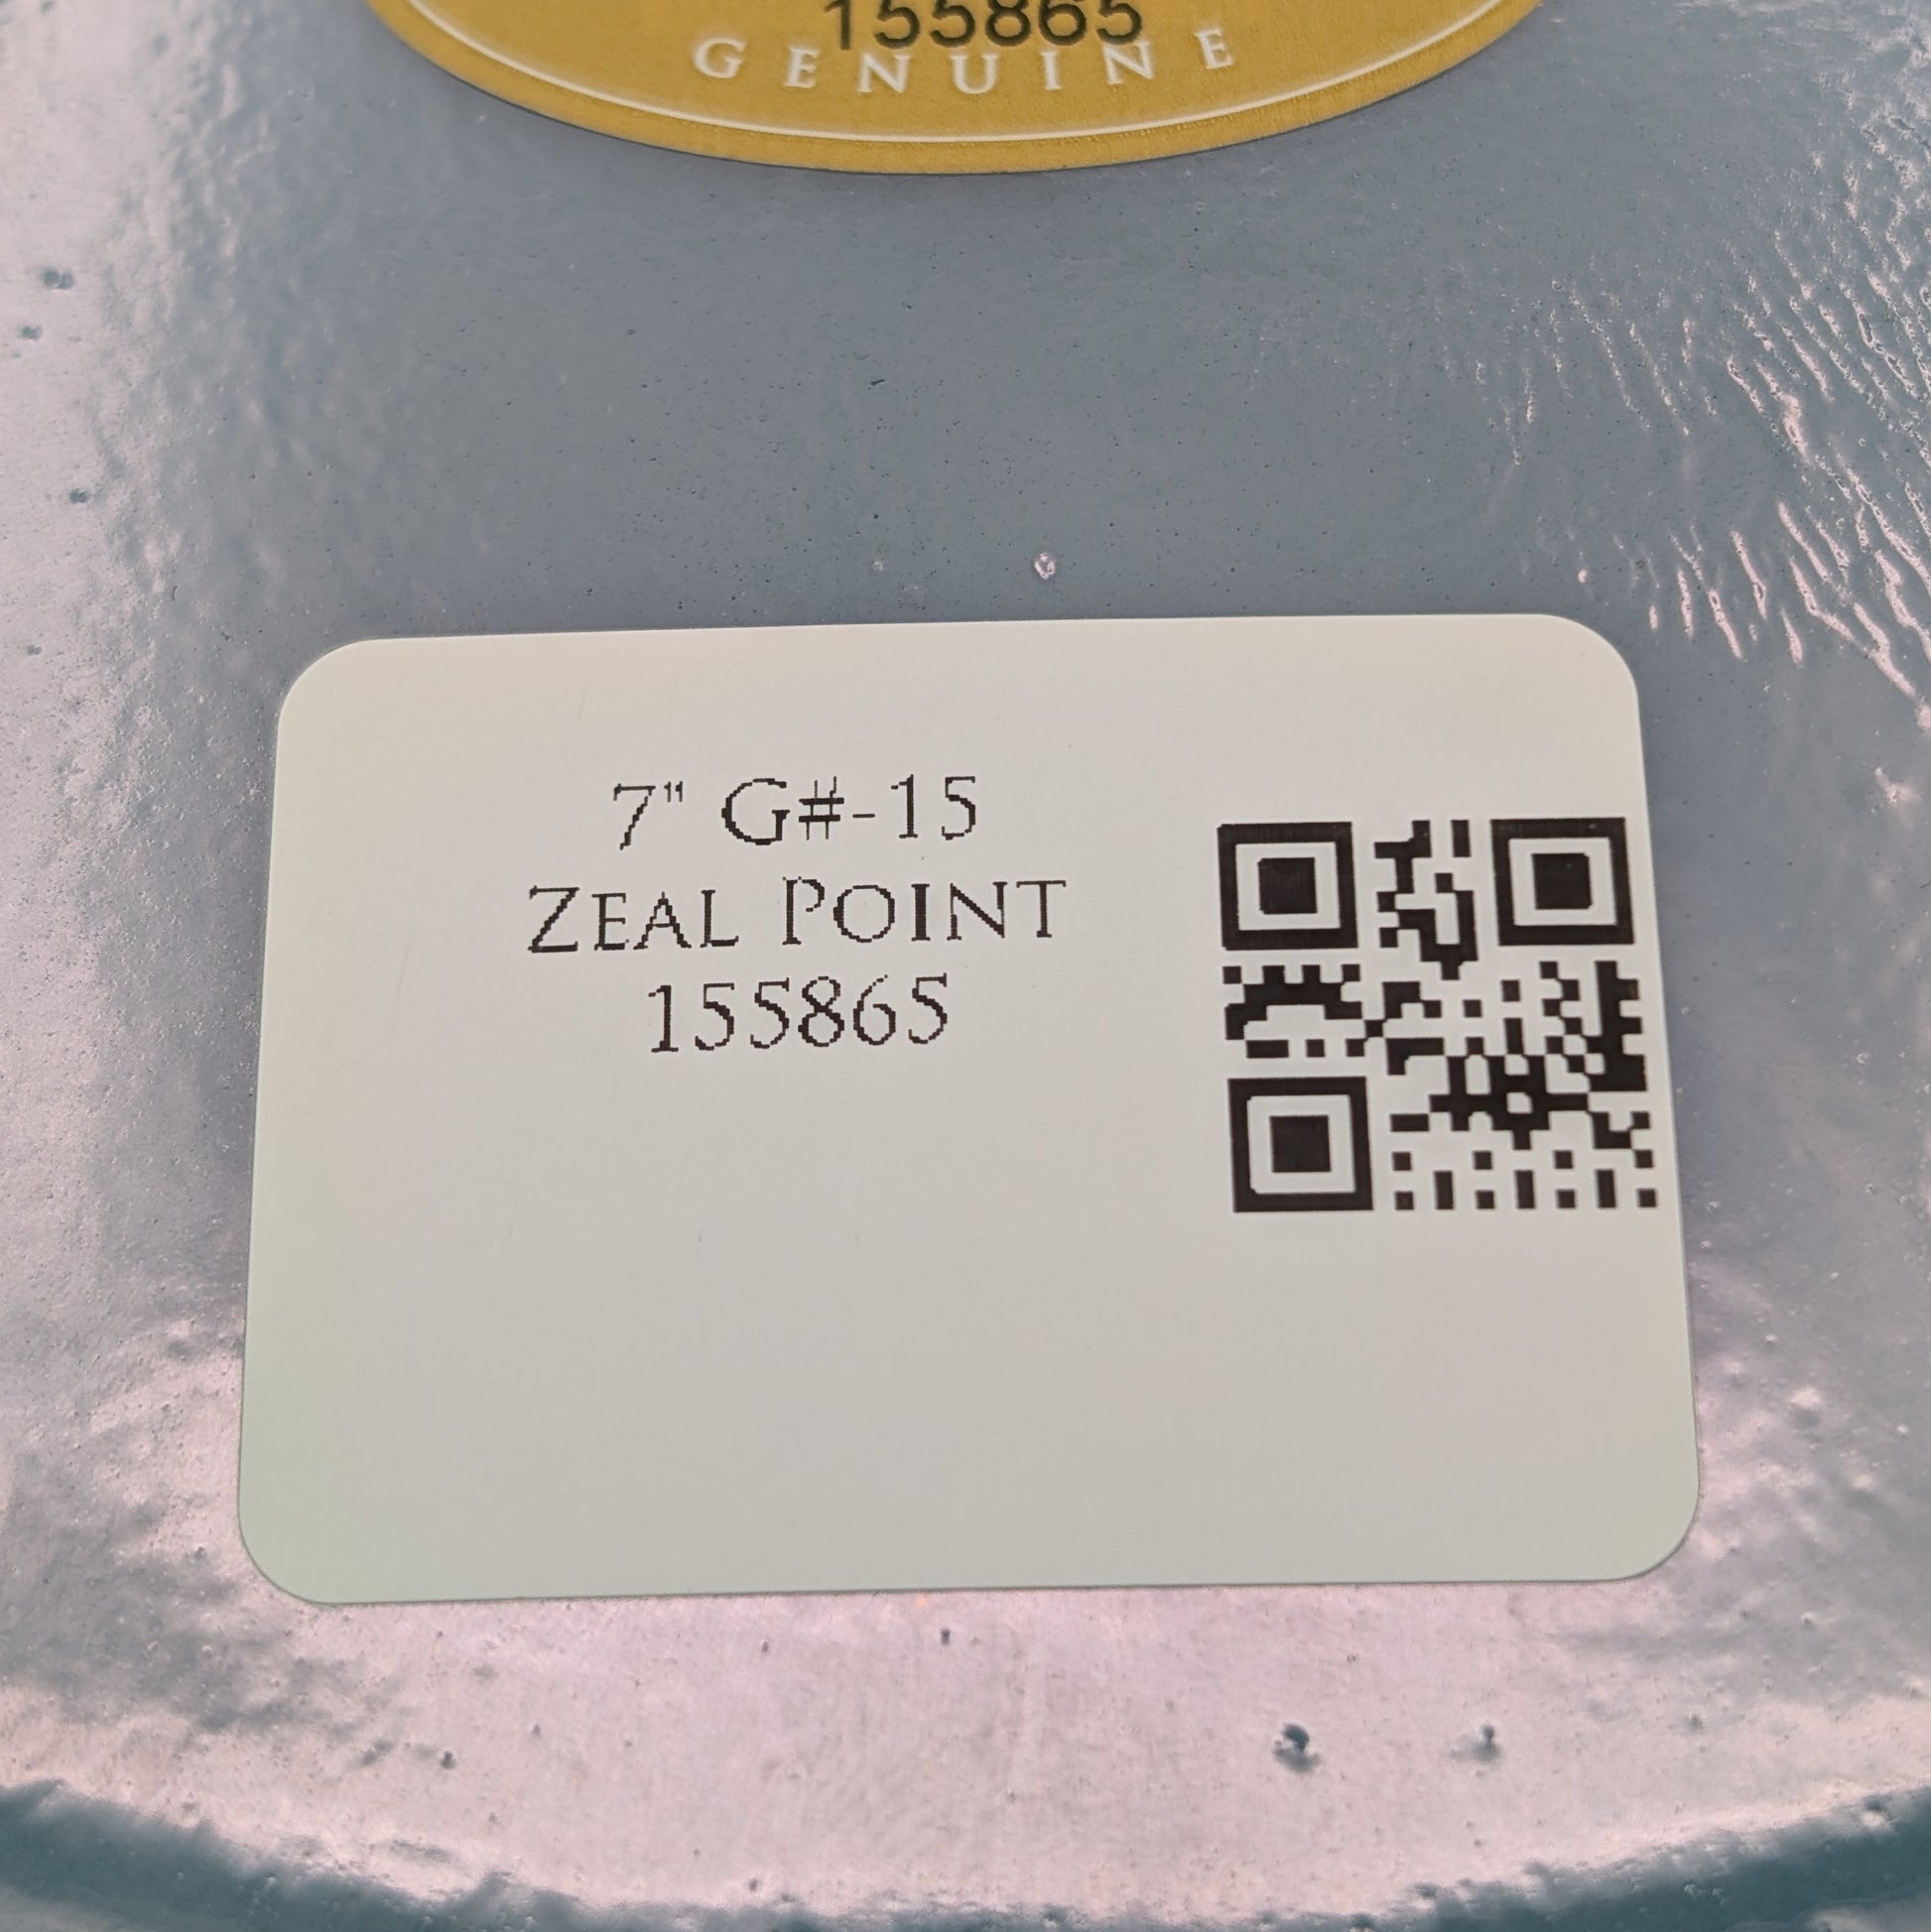 155865
GENUINE
7" G#-15
ZEAL POINT
155865